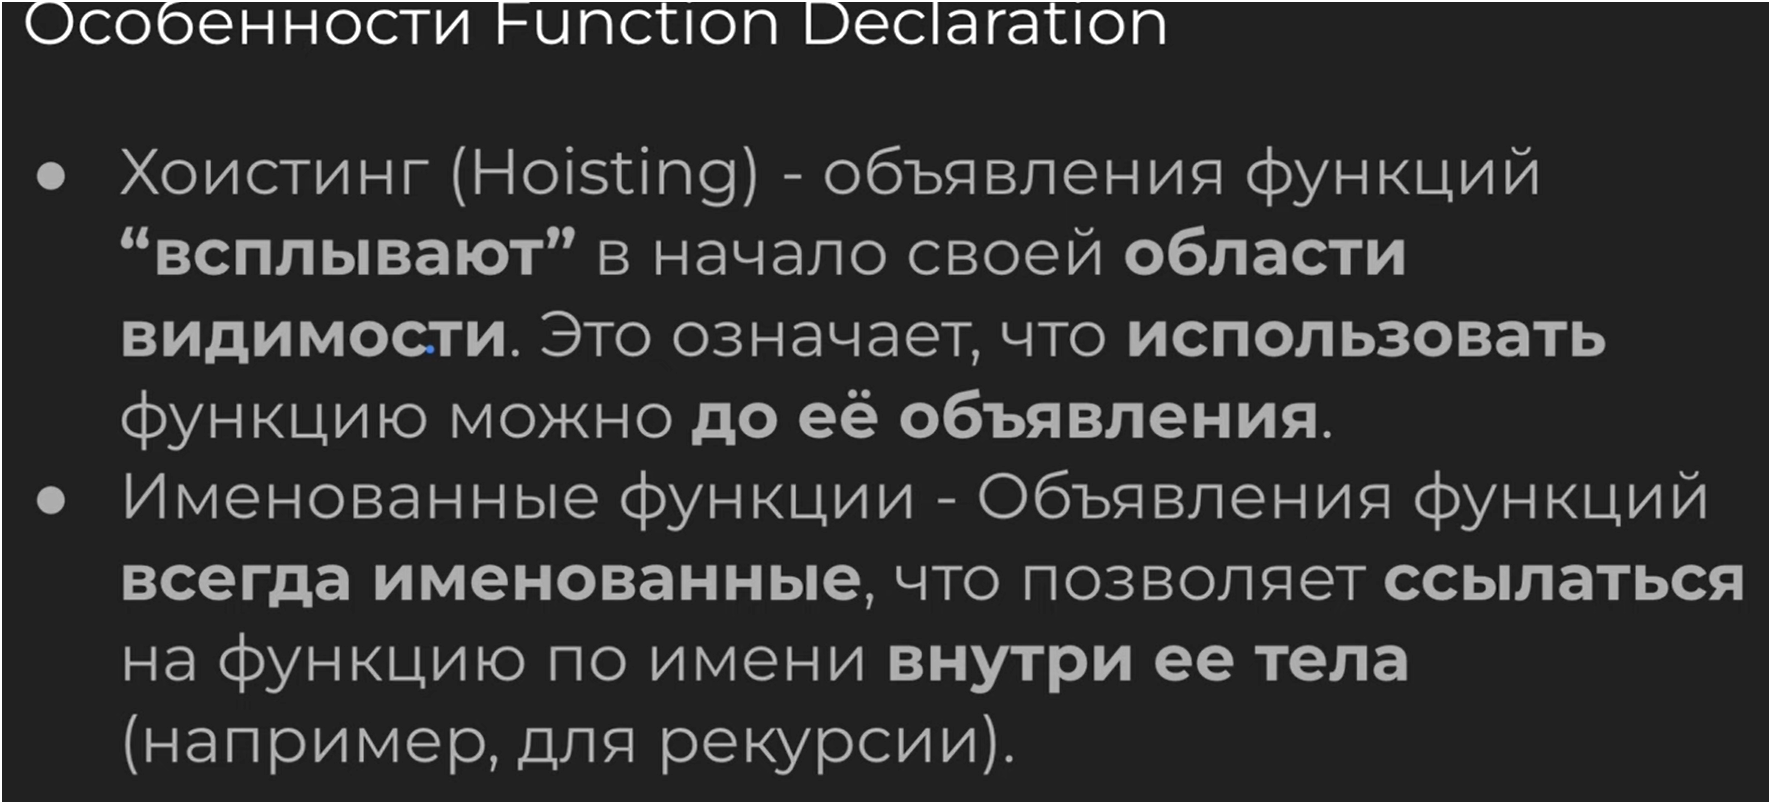 Особенности Function Declaration
● Хоистинг (Hoisting) - объявления функций
“всплывают” в начало своей области
видимости. Это означает, что использовать
функцию можно до её объявления.
● Именованные функции - Объявления функций
всегда именованные, что позволяет ссылаться
на функцию по имени внутри ее тела
(например, для рекурсии).